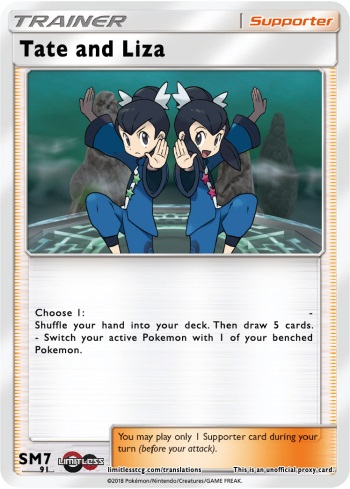 TRAINER Supporter
Tate and Liza
Choose 1: -
Shuffle your hand into your deck. Then draw 5 cards.
- Switch your active Pokemon with 1 of your benched
Pokemon.
You may play only 1 Supporter card during your
turn (before your attack).
SM7 LIMITLESS
91
limitlesstcg.com/translations This is an unofficial proxy card.
©2018 Pokémon/Nintendo/Creatures/GAME FREAK.